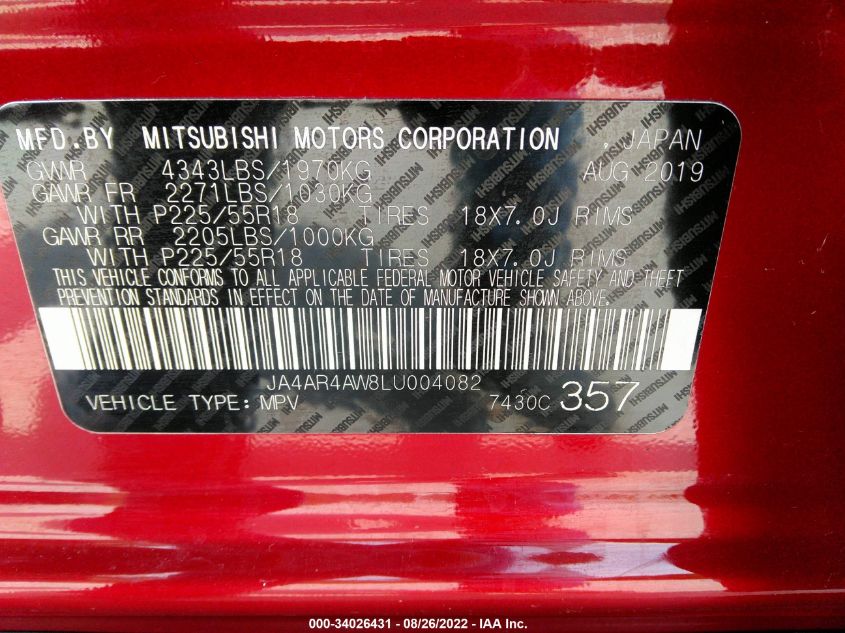 MFD.BY MITSUBISHI MOTORS CORPORATION , JAPAN
GVWR 4343LBS/1970KG AUG 2019
GAWR FR 2271LBS/1030KG
WITH P225/55R18 TIRES 18X7.0J RIMS
GAWR RR 2205LBS/1000KG
WITH P225/55R18 TIRES 18X7.0J RIMS
THIS VEHICLE CONFORMS TO ALL APPLICABLE FEDERAL MOTOR VEHICLE SAFETY AND THEFT
PREVENTION STANDARDS IN EFFECT ON THE DATE OF MANUFACTURE SHOWN ABOVE.
JA4AR4AW8LU004082
VEHICLE TYPE: MPV 7430C 357
000-34026431 - 08/26/2022 - IAA Inc.